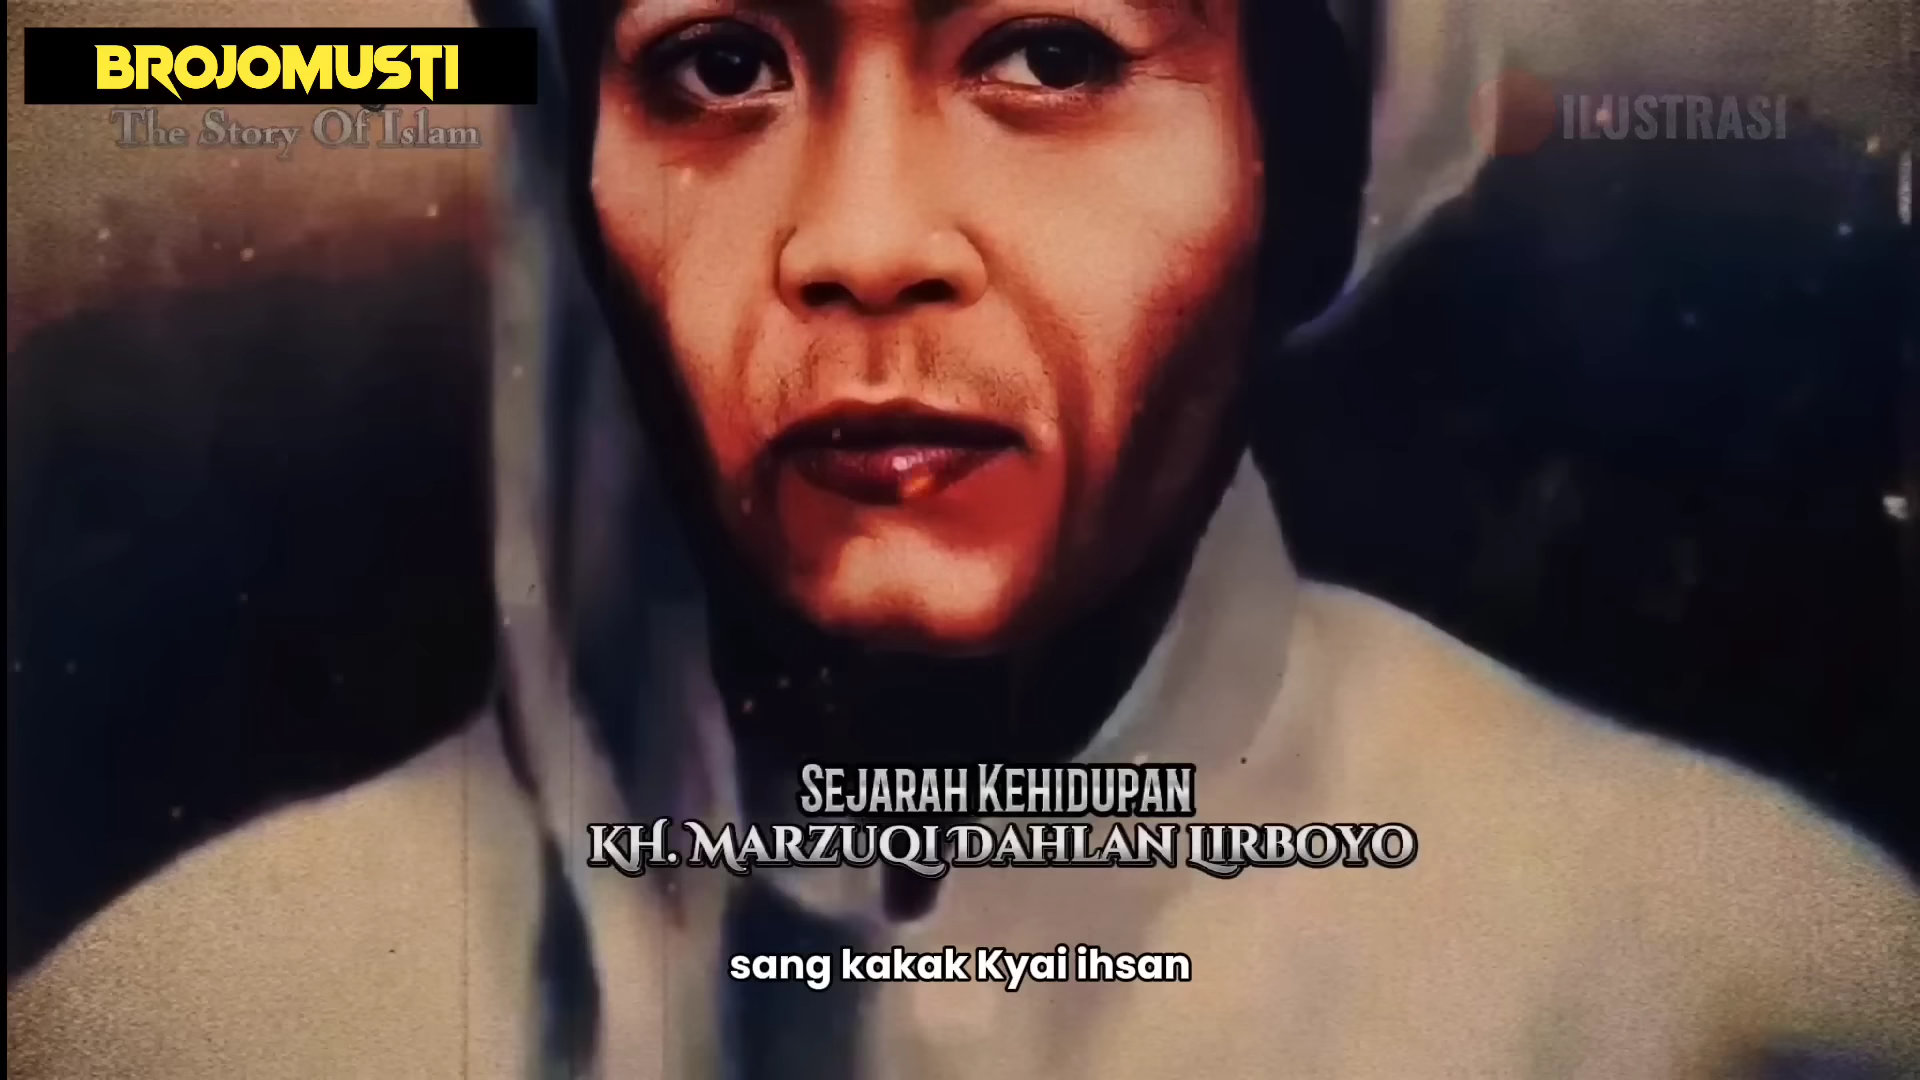 BROJOMUSTI
The Story Of Islam
ILUSTRASI
SEJARAH KEHIDUPAN
KH. MARZUQI DAHLAN LIRBOYO
sang kakak Kyai ihsan